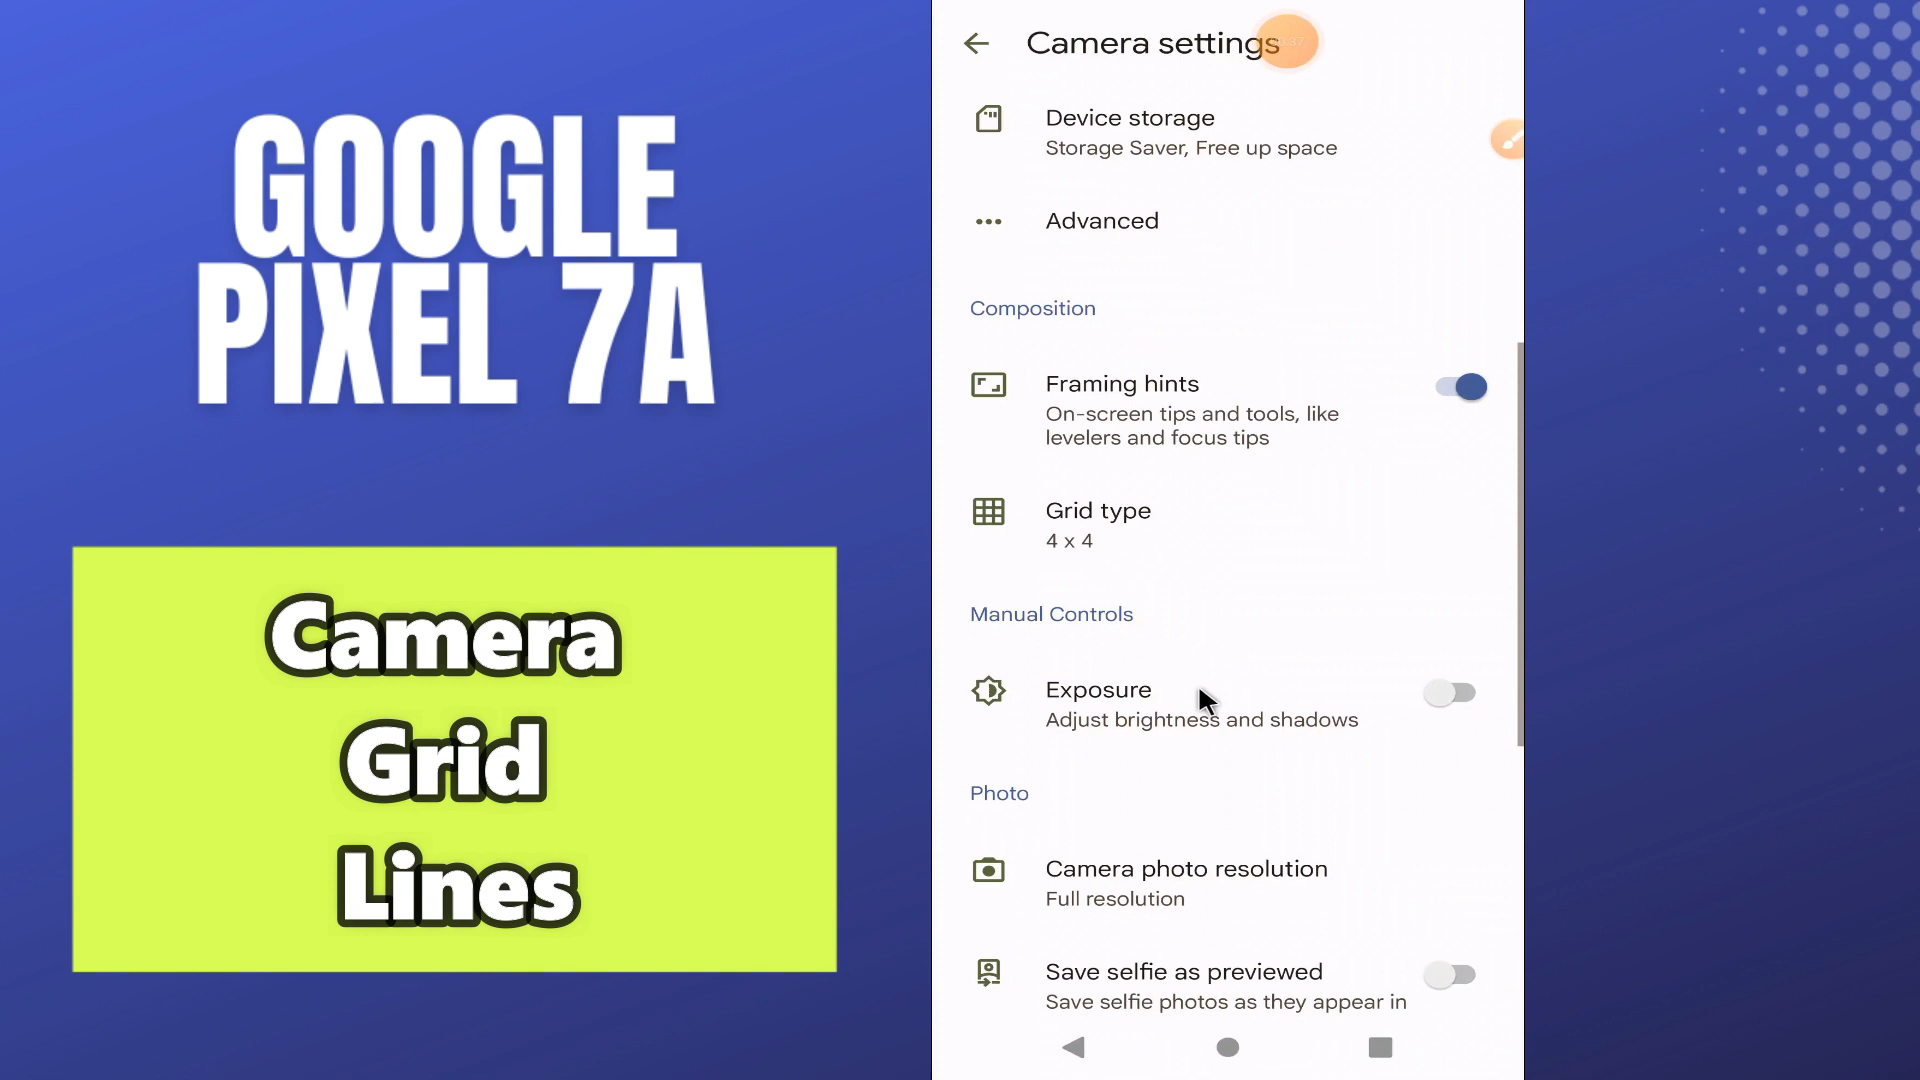 GOOGLE
PIXEL 7A
Camera
Grid
Lines
Camera settings
Device storage
Storage Saver, Free up space
Advanced
Composition
Framing hints
On-screen tips and tools, like
levelers and focus tips
Grid type
4 x 4
Manual Controls
Exposure
Adjust brightness and shadows
Photo
Camera photo resolution
Full resolution
Save selfie as previewed
Save selfie photos as they appear in